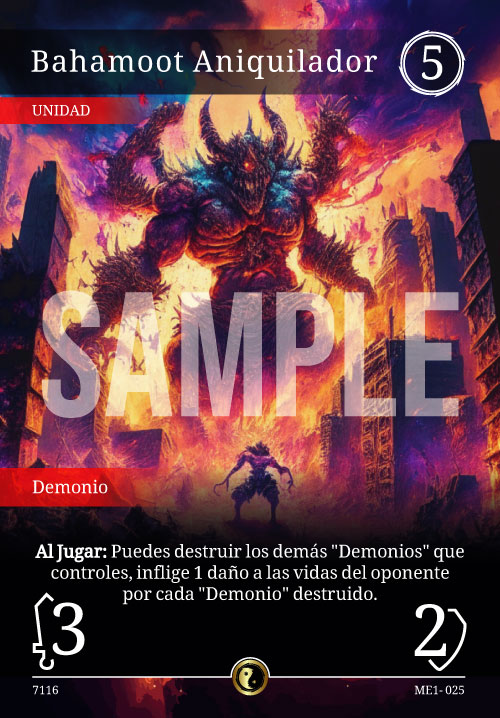 Bahamoot Aniquilador 5
UNIDAD
SAMPLE
Demonio
Al Jugar: Puedes destruir los demás "Demonios" que
controles, inflige 1 daño a las vidas del oponente
por cada "Demonio" destruido.
3 2
7116 ME1- 025